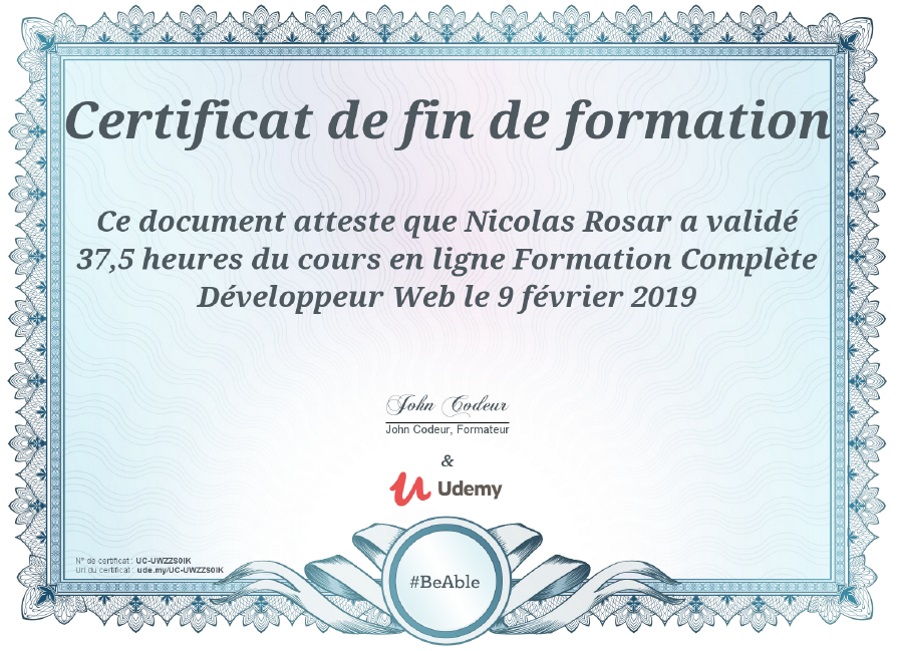 Certificat de fin de formation
Ce document atteste que Nicolas Rosar a validé
37,5 heures du cours en ligne Formation Complète
Développeur Web le 9 février 2019
John Codeur
John Codeur, Formateur
&
Udemy
N° de certificat : UC-UWZZS0IK
Url du certificat : ude.my/UC-UWZZS0IK
#BeAble